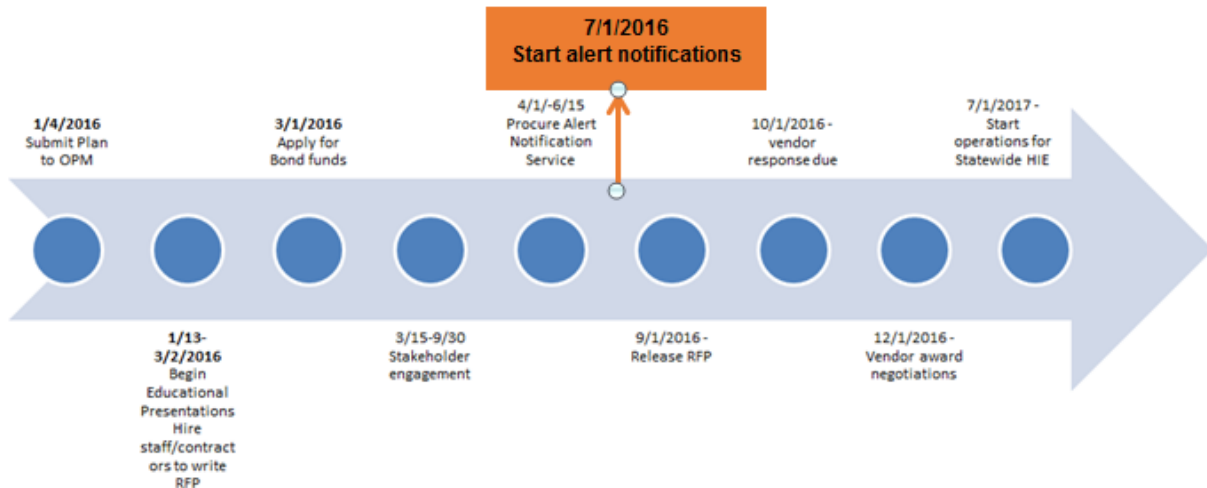 7/1/2016
Start alert notifications
1/4/2016
Submit Plan
to OPM
3/1/2016
Apply for
Bond funds
4/1/-6/15
Procure Alert
Notification
Service
10/1/2016 -
vendor
response due
7/1/2017 -
Start
operations for
Statewide HIE
1/13-
3/2/2016
Begin
Educational
Presentations
Hire
staff/contract
ors to write
RFP
3/15-9/30
Stakeholder
engagement
9/1/2016 -
Release RFP
12/1/2016 -
Vendor award
negotiations